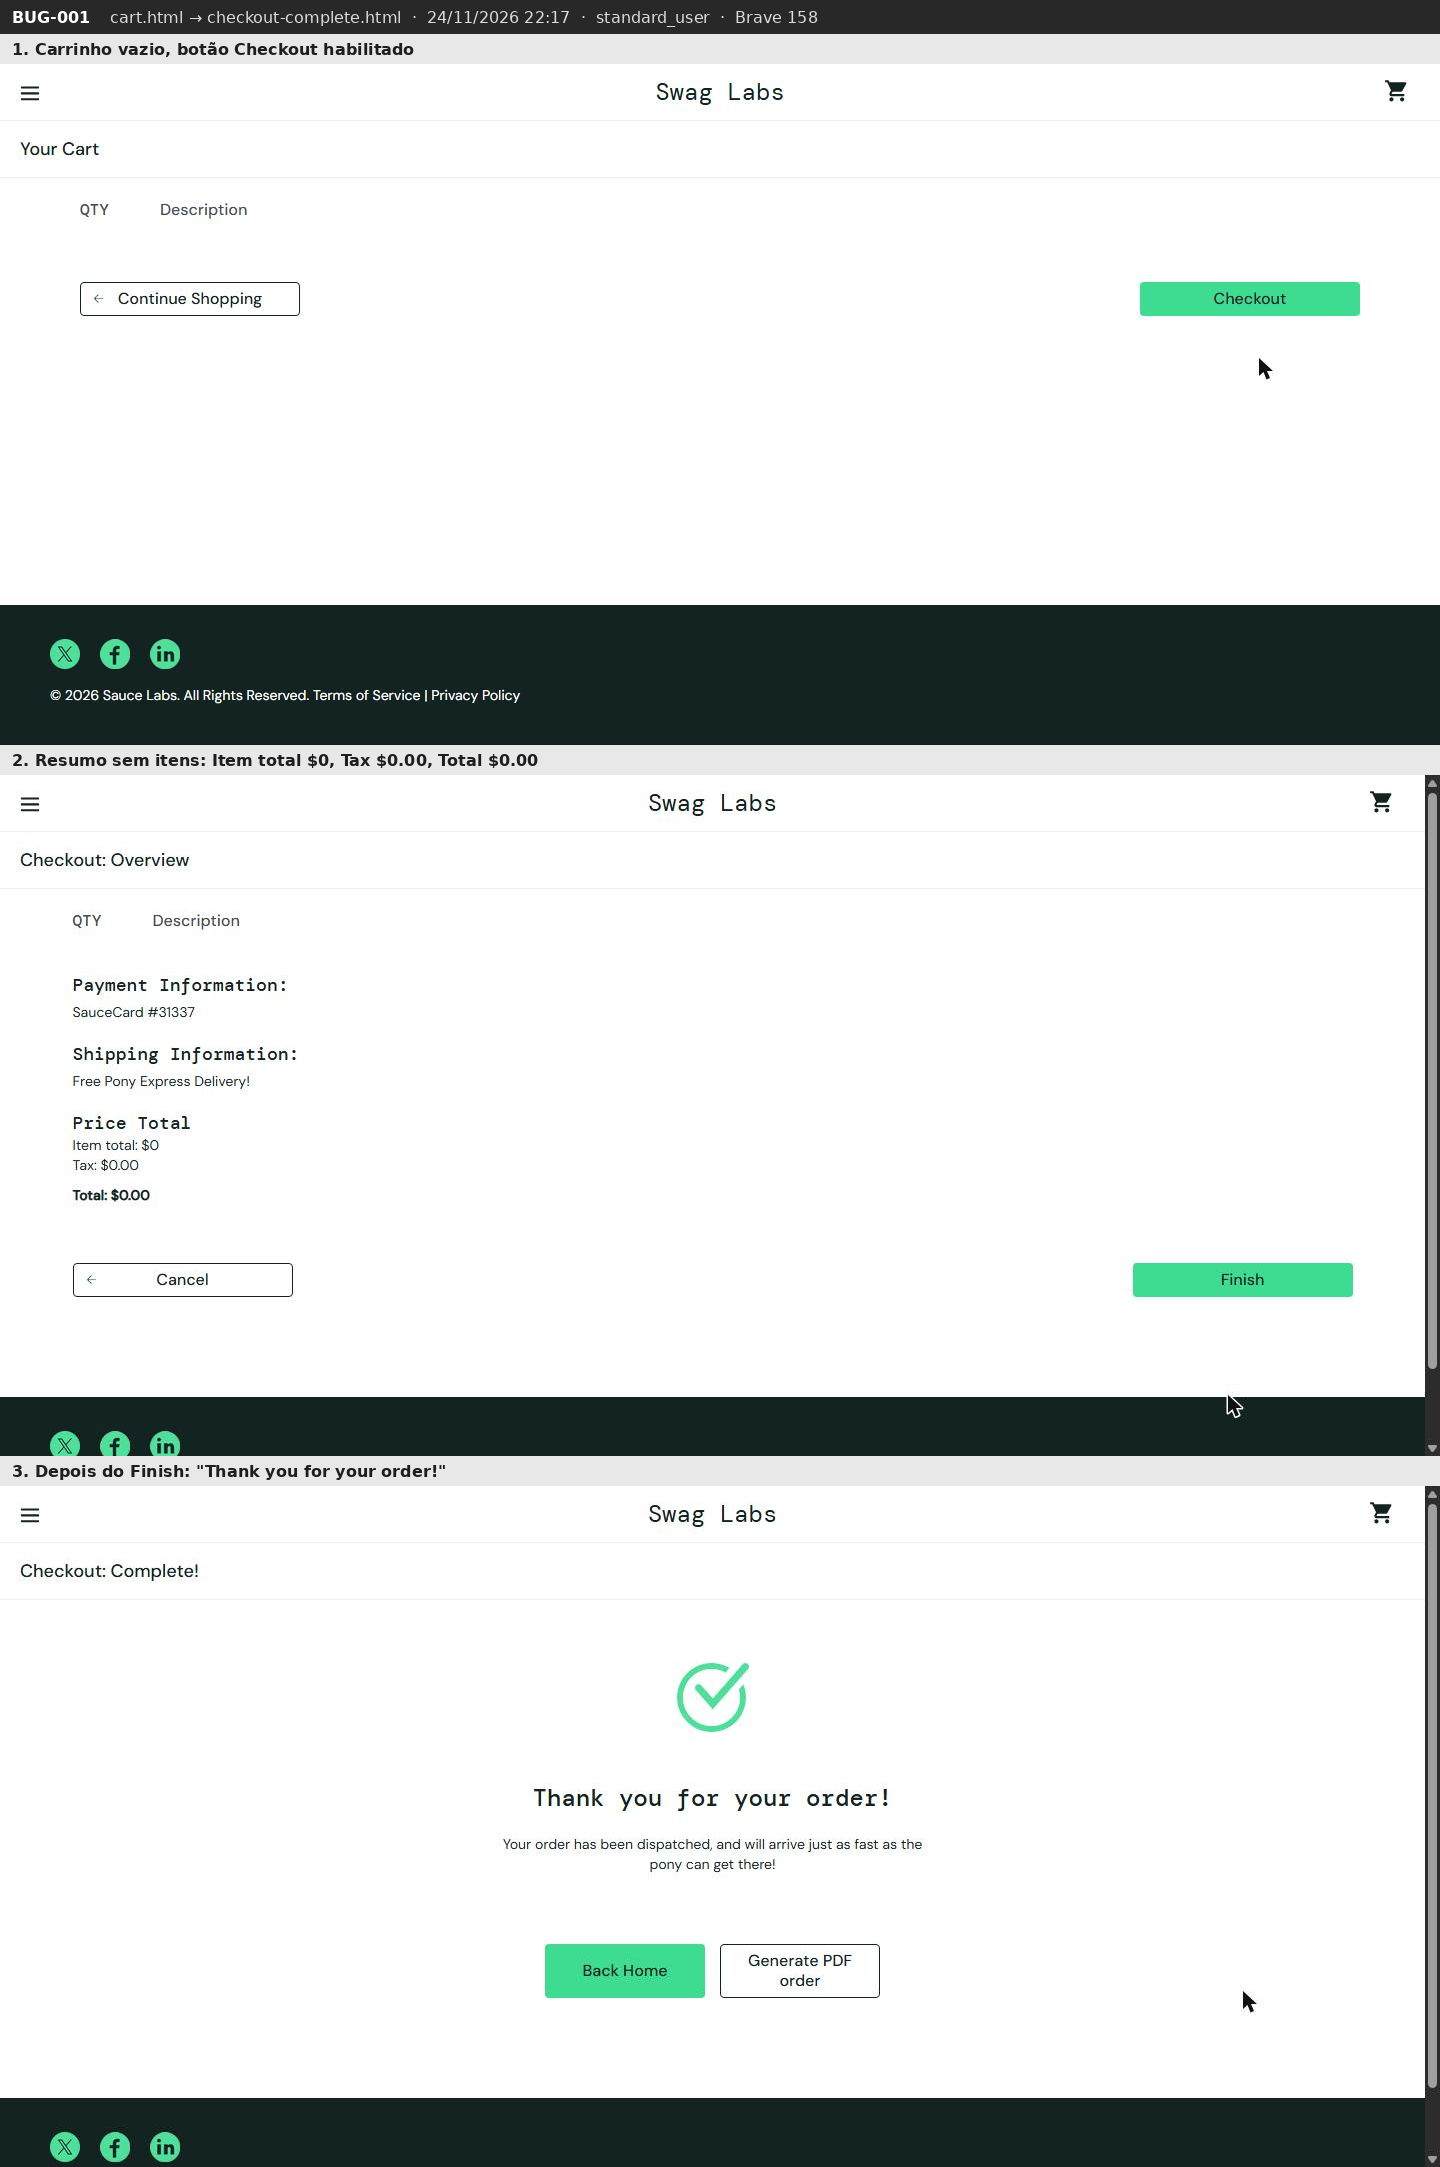 BUG-001 cart.html → checkout-complete.html · 24/11/2026 22:17 · standard_user · Brave 158
1. Carrinho vazio, botão Checkout habilitado
Swag Labs
Your Cart
QTY Description
← Continue Shopping
Checkout
© 2026 Sauce Labs. All Rights Reserved. Terms of Service | Privacy Policy
2. Resumo sem itens: Item total $0, Tax $0.00, Total $0.00
Swag Labs
Checkout: Overview
QTY Description
Payment Information:
SauceCard #31337
Shipping Information:
Free Pony Express Delivery!
Price Total
Item total: $0
Tax: $0.00
Total: $0.00
← Cancel
Finish
3. Depois do Finish: "Thank you for your order!"
Swag Labs
Checkout: Complete!
Thank you for your order!
Your order has been dispatched, and will arrive just as fast as the
pony can get there!
Back Home
Generate PDF
order